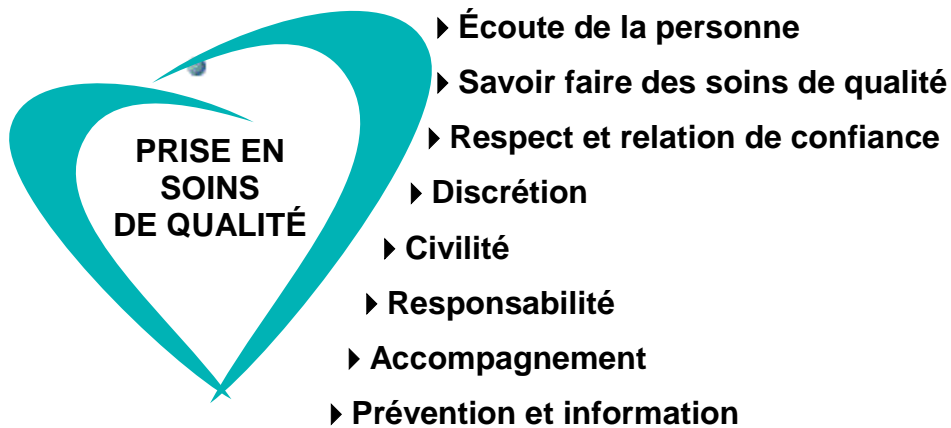 PRISE EN
SOINS
DE QUALITÉ
Écoute de la personne
Savoir faire des soins de qualité
Respect et relation de confiance
Discrétion
Civilité
Responsabilité
Accompagnement
Prévention et information